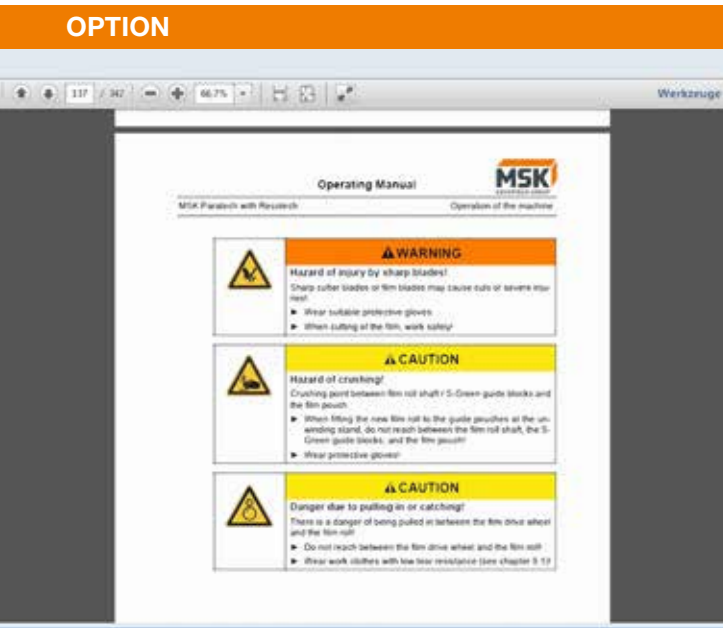 OPTION
137 / 347
66.7%
Werkzeuge
Operating Manual
MSK
MSK Paratech with Resotech
Operation of the machine
WARNING
Hazard of injury by sharp blades!
Sharp cutter blades or film blades may cause cuts or severe inju-
ries!
► Wear suitable protective gloves
► When cutting of the film, work safely!
CAUTION
Hazard of crushing!
Crushing point between film roll shaft / S-Green guide blocks and
the film pouch
► When fitting the new film roll to the guide pouches at the un-
winding stand, do not reach between the film roll shaft, the S-
Green guide blocks, and the film pouch!
► Wear protective gloves!
CAUTION
Danger due to pulling in or catching!
There is a danger of being pulled in between the film drive wheel
and the film roll!
► Do not reach between the film drive wheel and the film roll!
► Wear work clothes with low tear resistance (see chapter